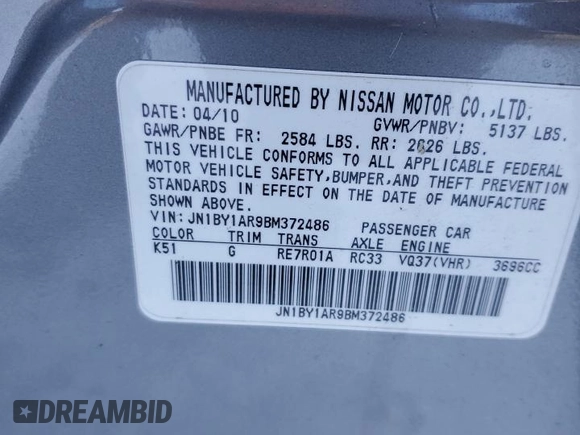 MANUFACTURED BY NISSAN MOTOR CO.,LTD.
DATE: 04/10 GVWR/PNBV: 5137 LBS.
GAWR/PNBE FR: 2584 LBS. RR: 2626 LBS.
THIS VEHICLE CONFORMS TO ALL APPLICABLE FEDERAL
MOTOR VEHICLE SAFETY,BUMPER,AND THEFT PREVENTION
STANDARDS IN EFFECT ON THE DATE OF MANUFACTURE
SHOWN ABOVE.
VIN: JN1BY1AR9BM372486 PASSENGER CAR
COLOR TRIM TRANS AXLE ENGINE
K51 G RE7R01A RC33 VQ37(VHR) 3696CC
JN1BY1AR9BM372486
DREAMBID